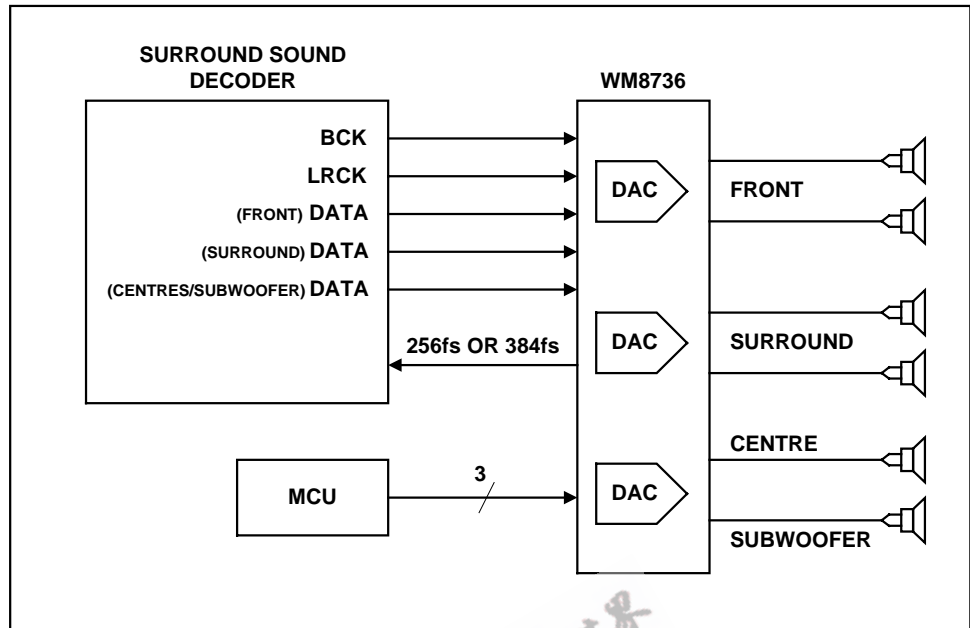 SURROUND SOUND
DECODER
WM8736
BCK
LRCK
(FRONT) DATA
(SURROUND) DATA
(CENTRES/SUBWOOFER) DATA
256fs OR 384fs
MCU
3
DAC
FRONT
DAC
SURROUND
DAC
CENTRE
SUBWOOFER